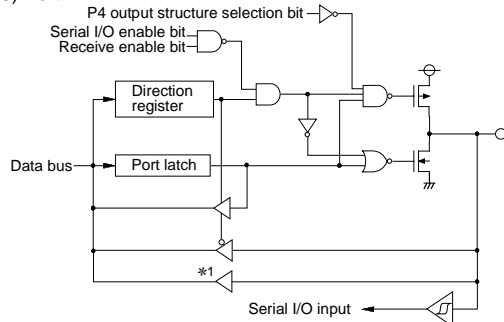 P4 output structure selection bit
Serial I/O enable bit
Receive enable bit
Direction
register
Data bus
Port latch
*1
Serial I/O input